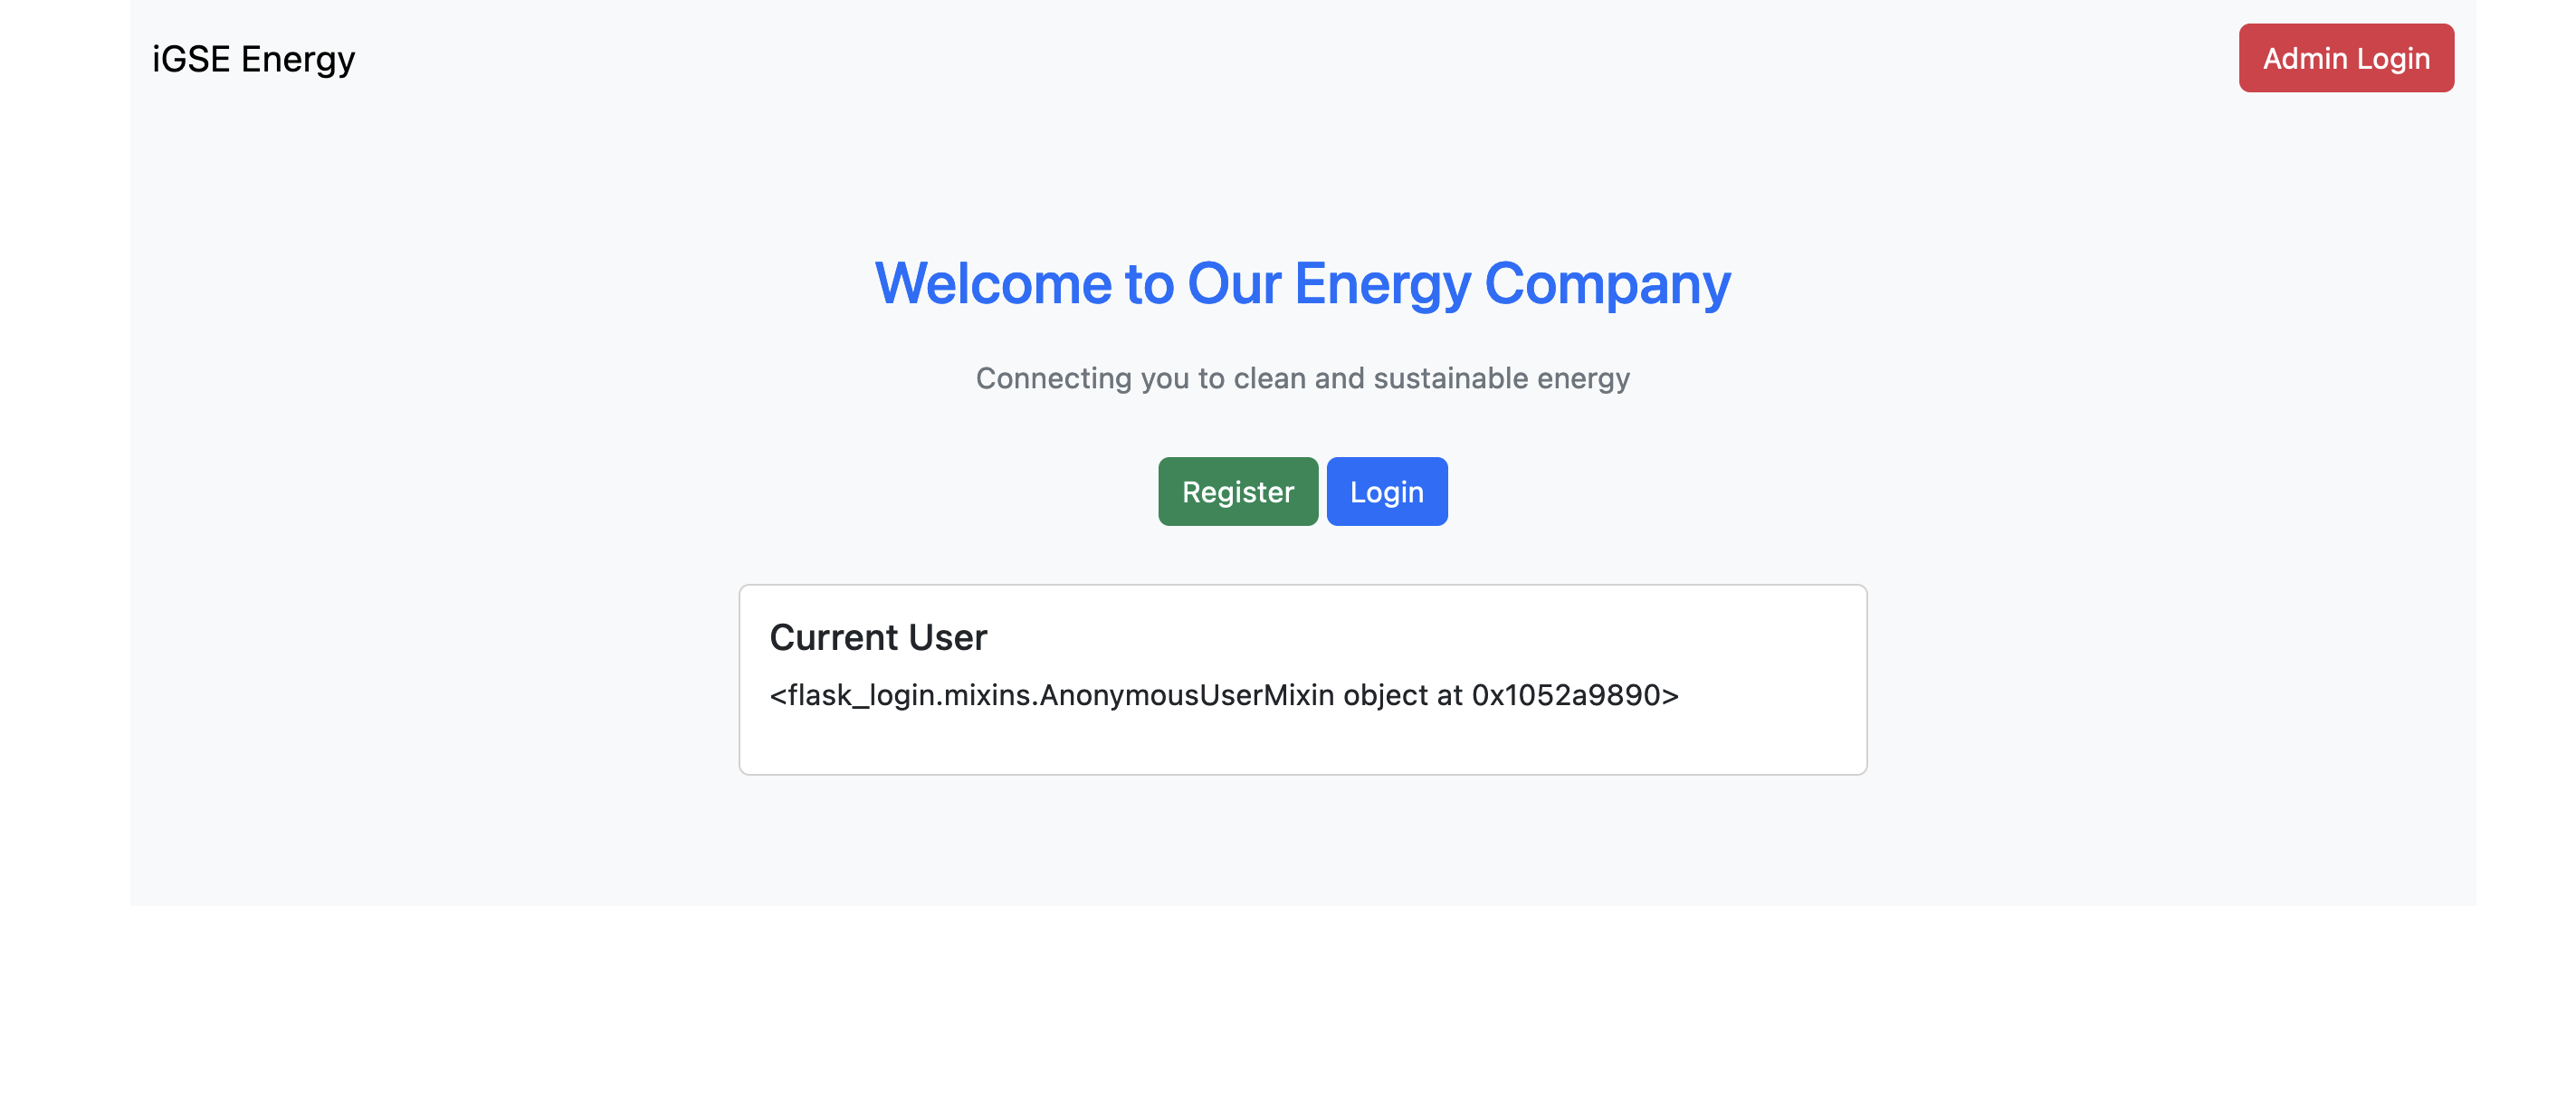 iGSE Energy
Admin Login
Welcome to Our Energy Company
Connecting you to clean and sustainable energy
Register Login
Current User
<flask_login.mixins.AnonymousUserMixin object at 0x1052a9890>